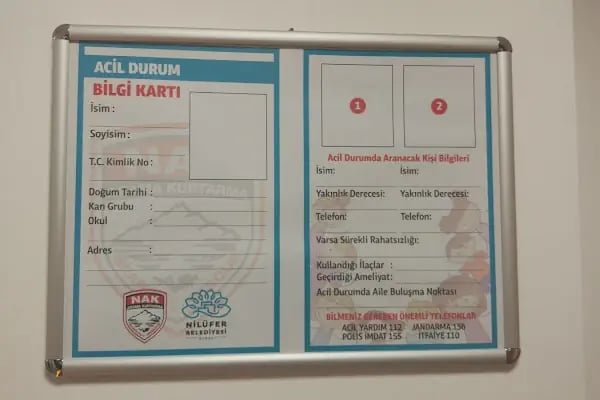 ACİL DURUM
BİLGİ KARTI
İsim :
Soyisim :
T.C. Kimlik No :
Doğum Tarihi :
Kan Grubu :
Okul :
Adres :
NAK
NİLÜFER
BELEDİYESİ
1
2
Acil Durumda Aranacak Kişi Bilgileri
İsim: İsim:
Yakınlık Derecesi: Yakınlık Derecesi:
Telefon: Telefon:
Varsa Sürekli Rahatsızlığı:
Kullandığı İlaçlar :
Geçirdiği Ameliyat:
Acil Durumda Aile Buluşma Noktası
BİLMENİZ GEREKEN ÖNEMLİ TELEFONLAR
ACİL YARDIM 112 JANDARMA 156
POLİS İMDAT 155 İTFAİYE 110